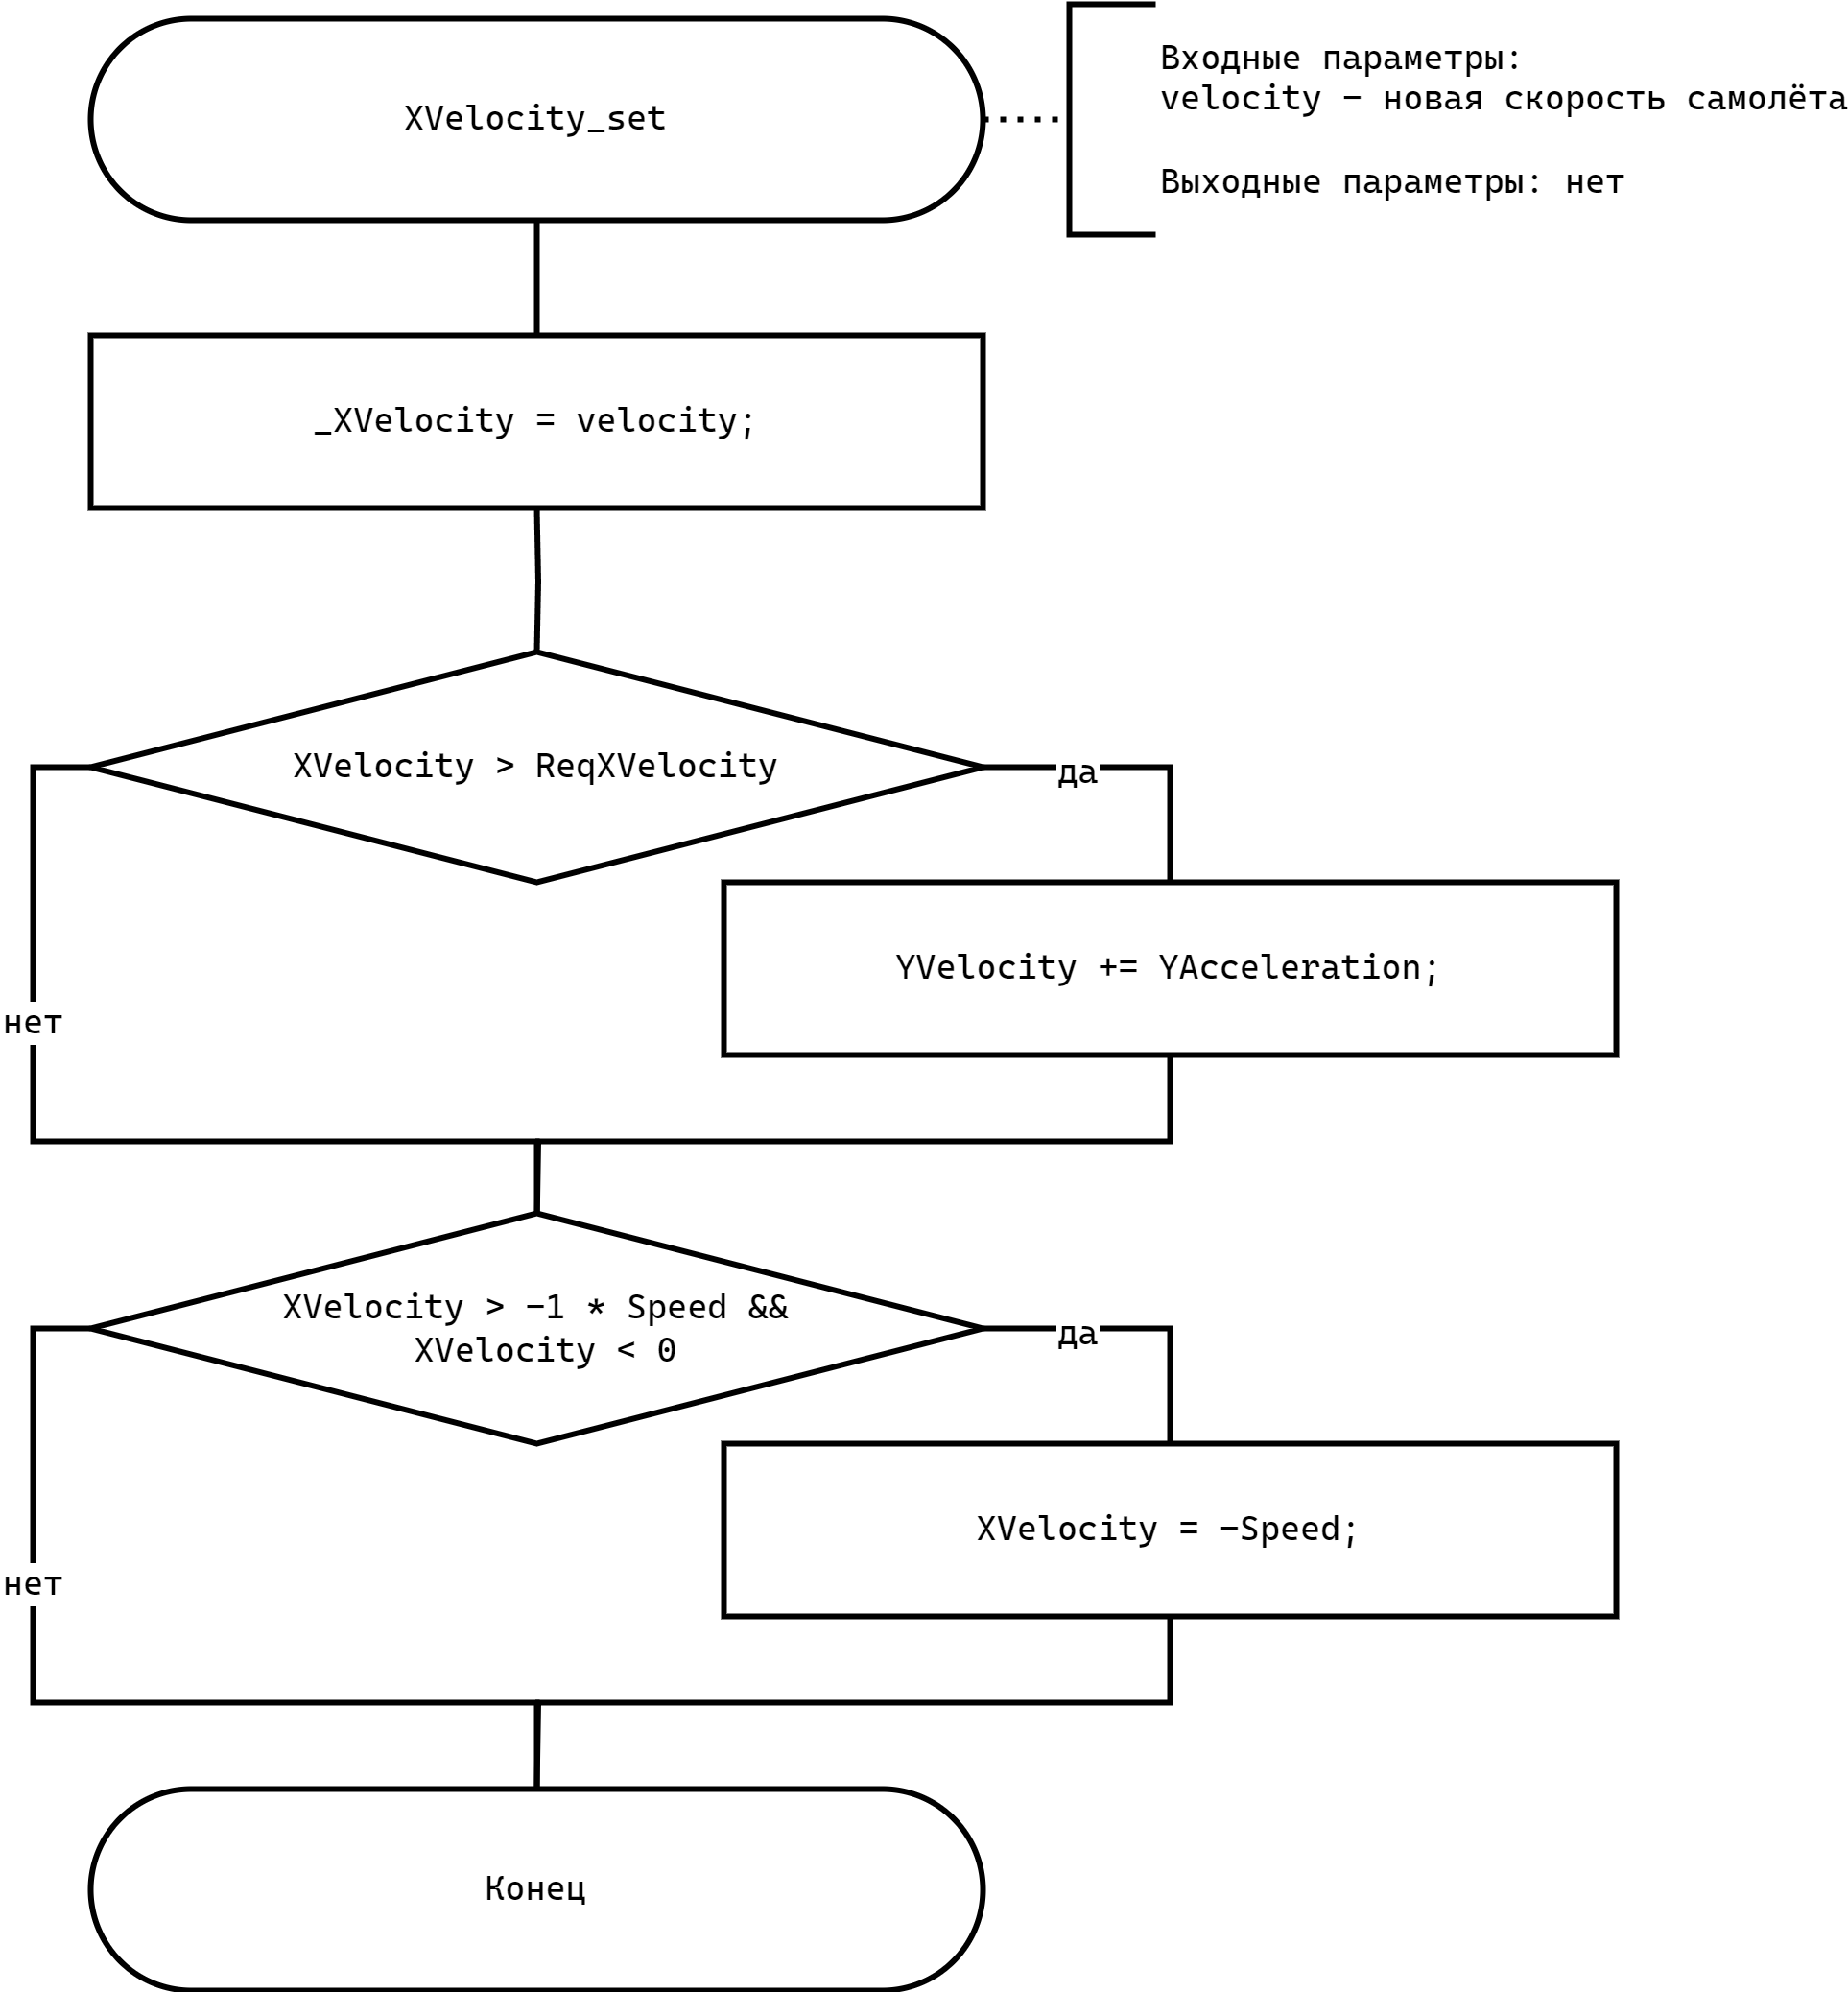 XVelocity_set
Входные параметры:
velocity - новая скорость самолёта
Выходные параметры: нет
_XVelocity = velocity;
XVelocity > ReqXVelocity
да
YVelocity += YAcceleration;
нет
XVelocity > -1 * Speed &&
XVelocity < 0
да
XVelocity = -Speed;
нет
Конец